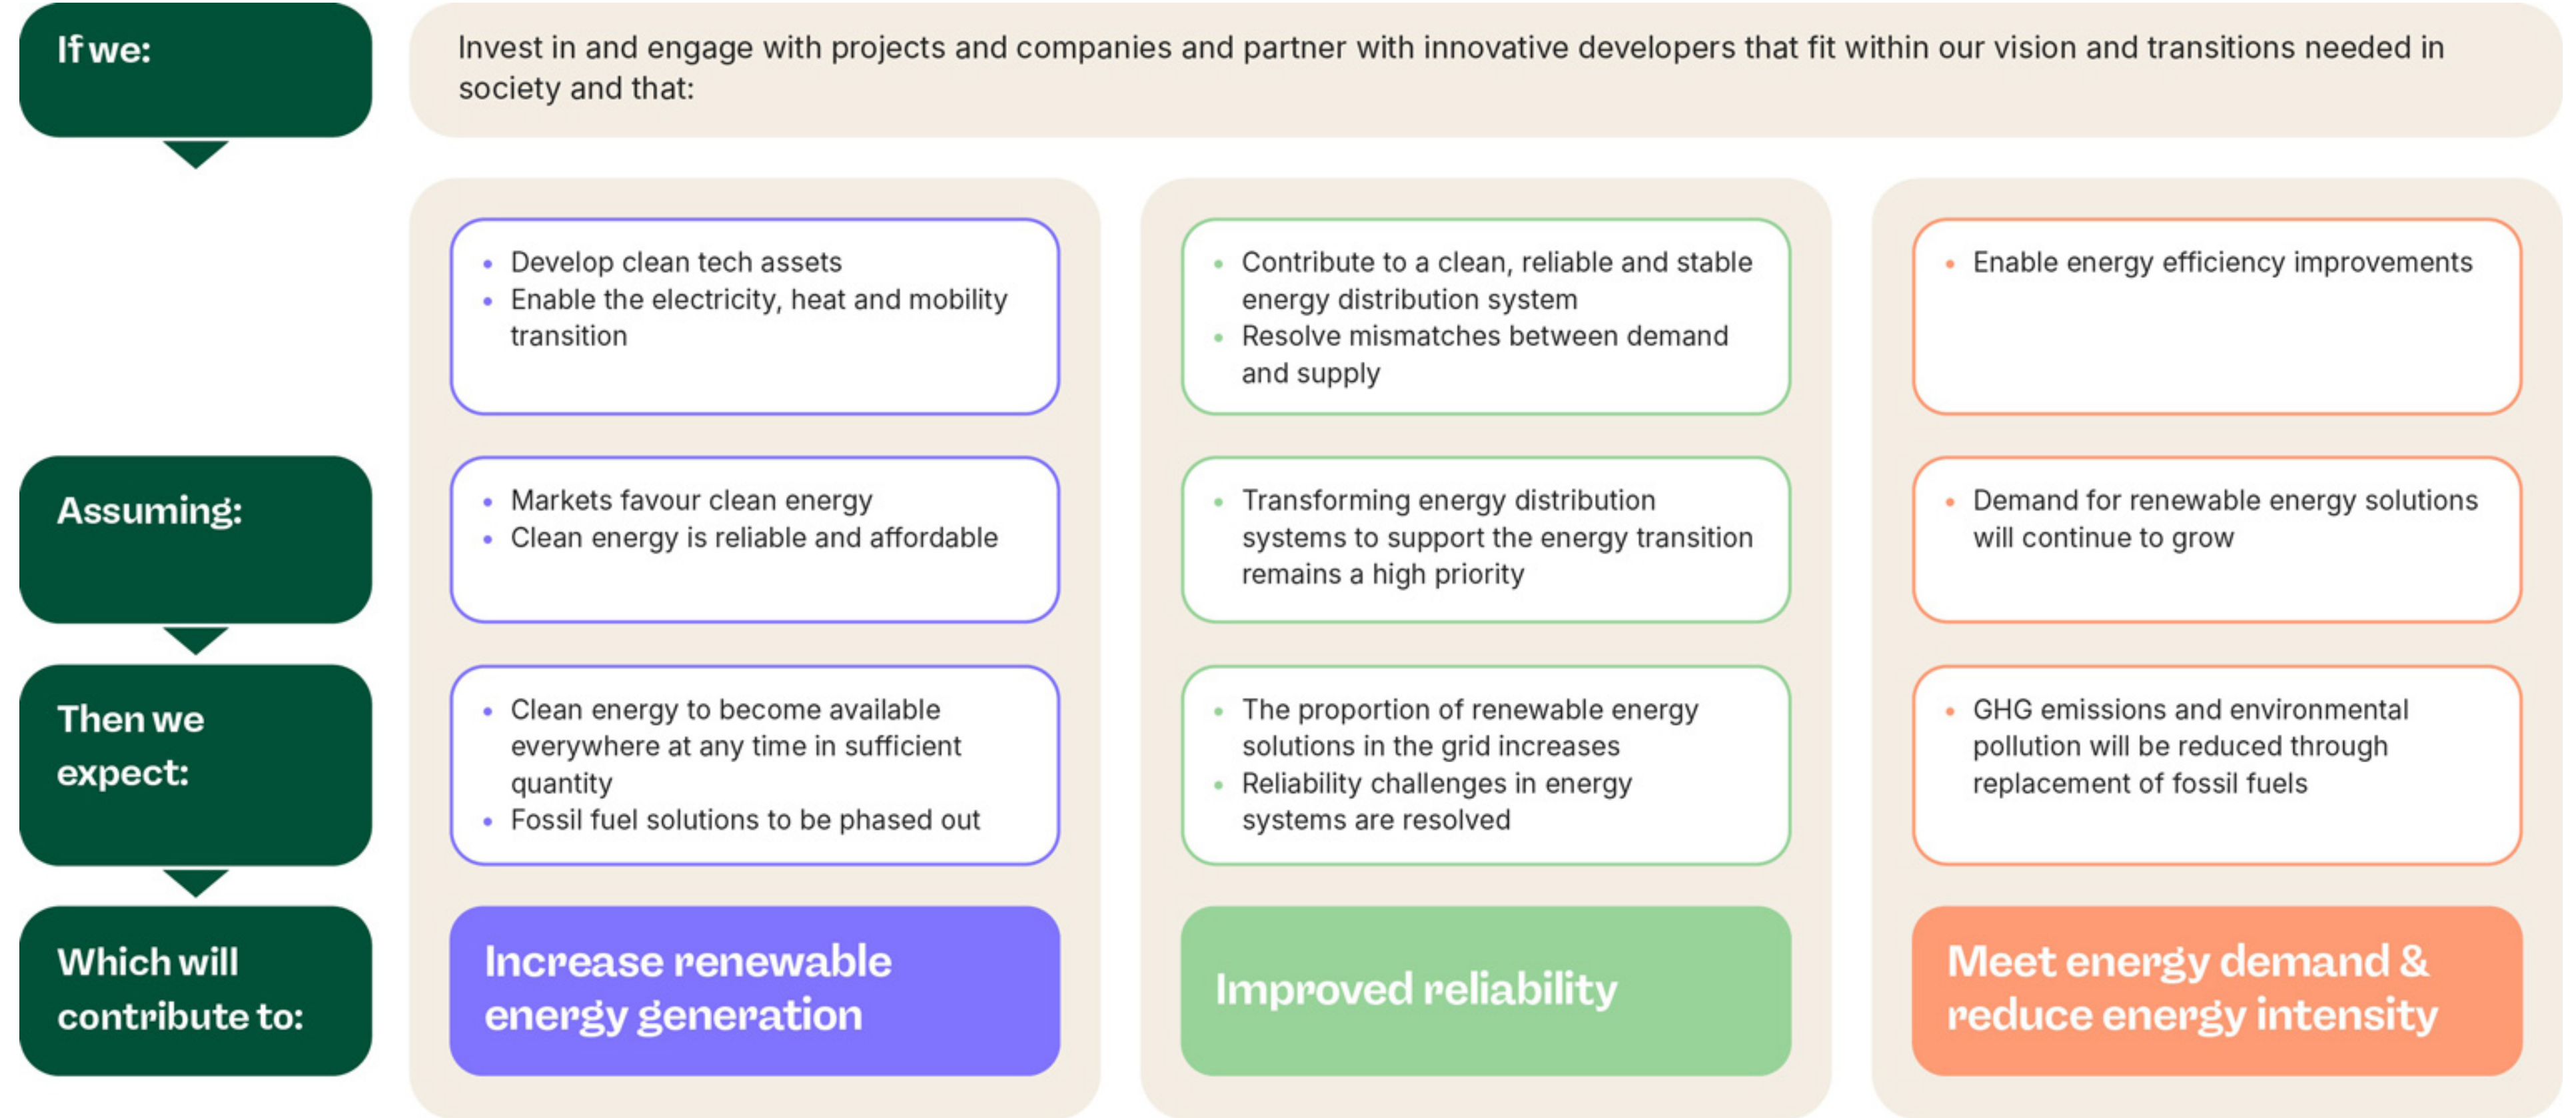 If we:
Invest in and engage with projects and companies and partner with innovative developers that fit within our vision and transitions needed in
society and that:
• Develop clean tech assets
• Enable the electricity, heat and mobility
transition
• Contribute to a clean, reliable and stable
energy distribution system
• Resolve mismatches between demand
and supply
• Enable energy efficiency improvements
Assuming:
• Markets favour clean energy
• Clean energy is reliable and affordable
• Transforming energy distribution
systems to support the energy transition
remains a high priority
• Demand for renewable energy solutions
will continue to grow
Then we
expect:
• Clean energy to become available
everywhere at any time in sufficient
quantity
• Fossil fuel solutions to be phased out
• The proportion of renewable energy
solutions in the grid increases
• Reliability challenges in energy
systems are resolved
• GHG emissions and environmental
pollution will be reduced through
replacement of fossil fuels
Which will
contribute to:
Increase renewable
energy generation
Improved reliability
Meet energy demand &
reduce energy intensity